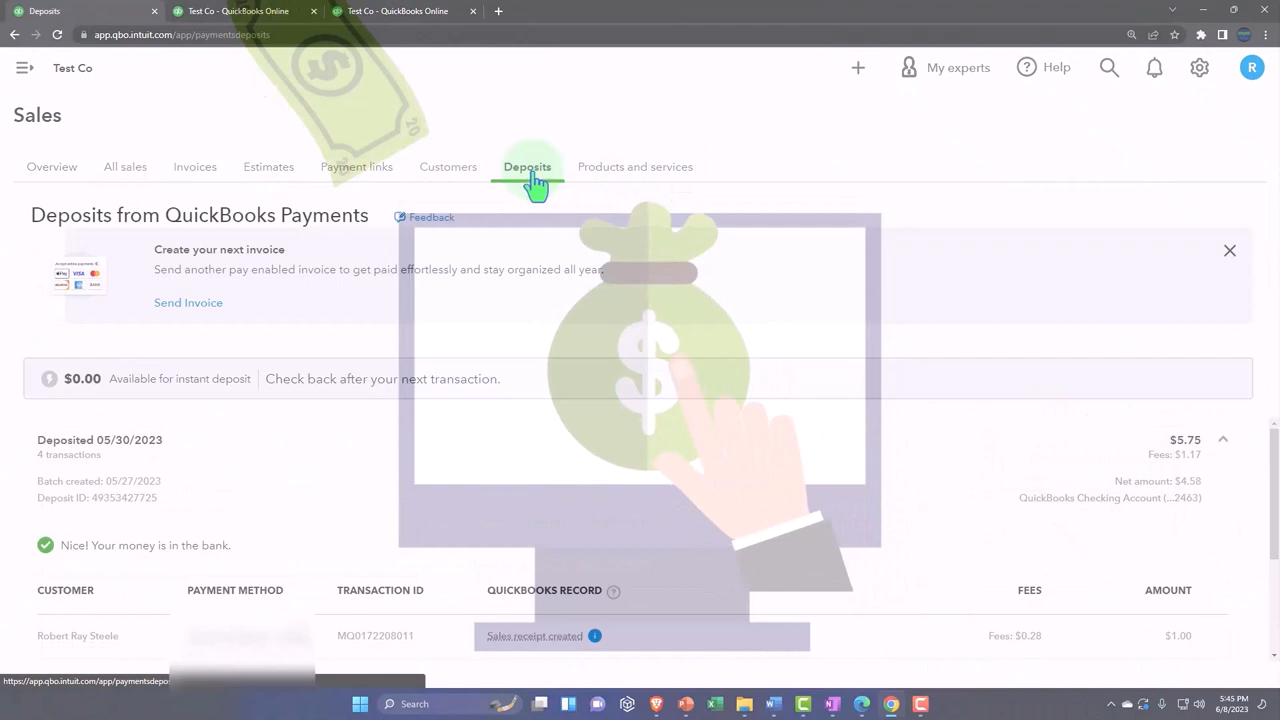 Deposits
Test Co - QuickBooks Online
Test Co - QuickBooks Online
app.qbo.intuit.com/app/paymentsdeposits
Test Co
My experts
Help
R
Sales
Overview
All sales
Invoices
Estimates
Payment links
Customers
Deposits
Products and services
Deposits from QuickBooks Payments
Feedback
Create your next invoice
Send another pay enabled invoice to get paid effortlessly and stay organized all year.
Send Invoice
$0.00 Available for instant deposit Check back after your next transaction.
Deposited 05/30/2023
$5.75
4 transactions
Fees: $1.17
Batch created: 05/27/2023
Net amount: $4.58
Deposit ID: 49353427725
QuickBooks Checking Account (...2463)
Nice! Your money is in the bank.
CUSTOMER PAYMENT METHOD TRANSACTION ID QUICKBOOKS RECORD FEES AMOUNT
Robert Ray Steele MQ0172208011 Sales receipt created Fees: $0.28 $1.00
https://app.qbo.intuit.com/app/paymentsdepos
Search
5:45 PM
6/8/2023